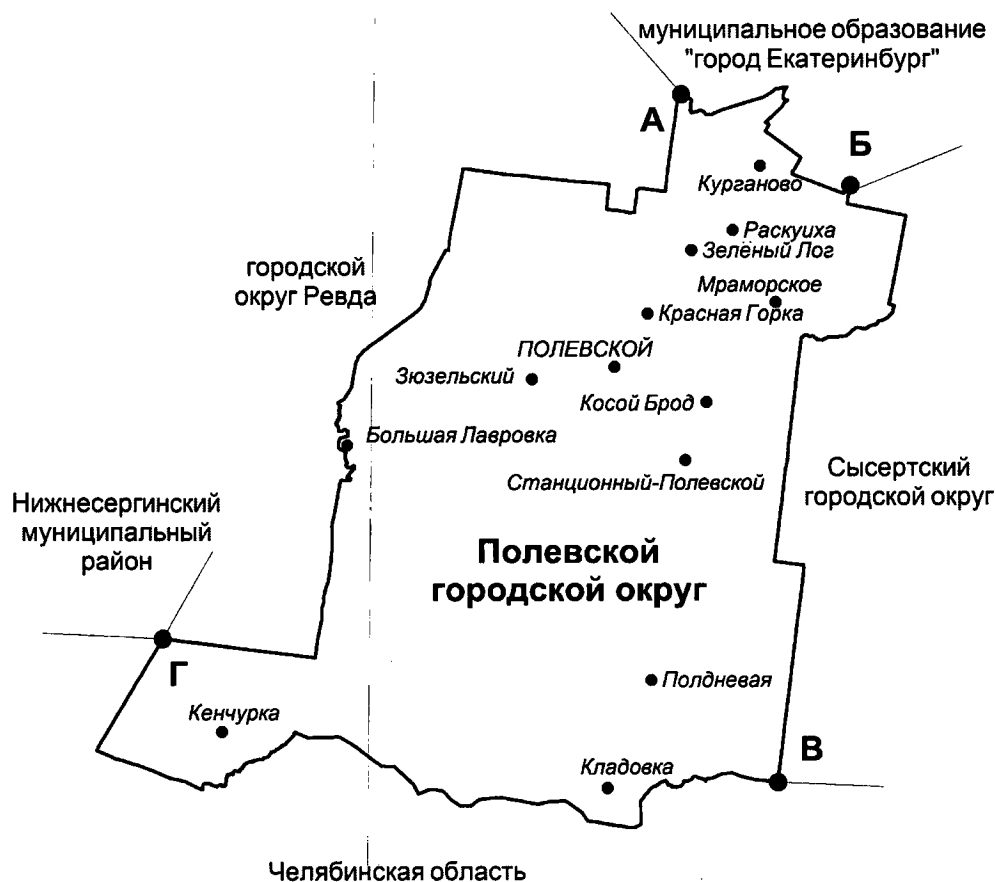 муниципальное образование
"город Екатеринбург"
А
Б
Курганово
Раскуиха
Зелёный Лог
городской
округ Ревда
Мраморское
Красная Горка
ПОЛЕВСКОЙ
Зюзельский
Косой Брод
Большая Лавровка
Станционный-Полевской
Сысертский
городской округ
Нижнесергинский
муниципальный
район
Полевской
городской округ
Г
Полдневая
Кенчурка
В
Кладовка
Челябинская область